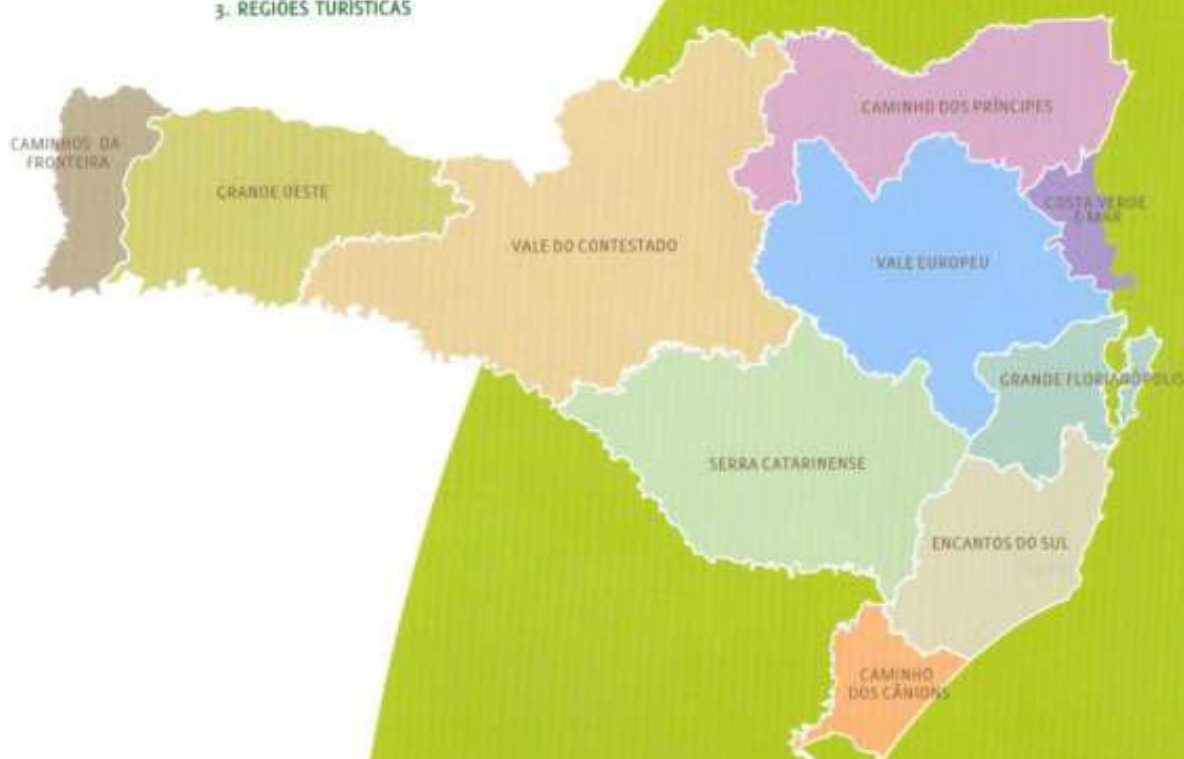 3. REGIÕES TURÍSTICAS
CAMINHO DOS PRÍNCIPES
CAMINHOS DA
FRONTEIRA
GRANDE OESTE
COSTA VERDE
E MAR
VALE DO CONTESTADO
VALE EUROPEU
GRANDE FLORIANÓPOLIS
SERRA CATARINENSE
ENCANTOS DO SUL
CAMINHO
DOS CÂNIONS